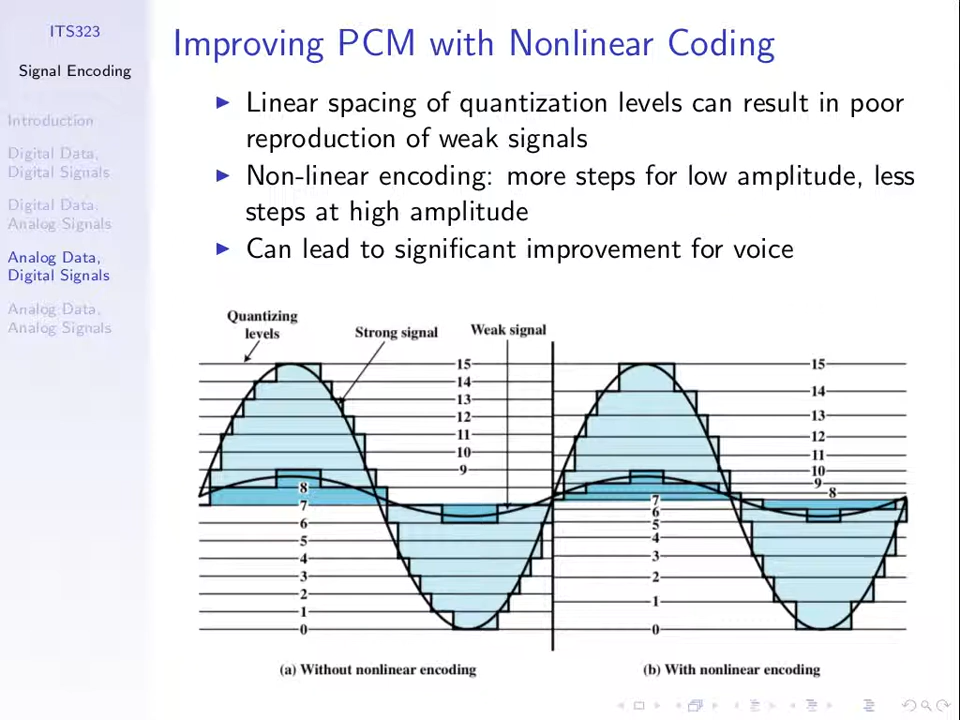 ITS323
Signal Encoding
Introduction
Digital Data,
Digital Signals
Digital Data,
Analog Signals
Analog Data,
Digital Signals
Analog Data,
Analog Signals
Improving PCM with Nonlinear Coding
Linear spacing of quantization levels can result in poor
reproduction of weak signals
Non-linear encoding: more steps for low amplitude, less
steps at high amplitude
Can lead to significant improvement for voice
Quantizing
levels
Strong signal
Weak signal
15
14
13
12
11
10
9
8
7
6
5
4
3
2
1
0
15
14
13
12
11
10
9
8
7
6
5
4
3
2
1
0
(a) Without nonlinear encoding
(b) With nonlinear encoding